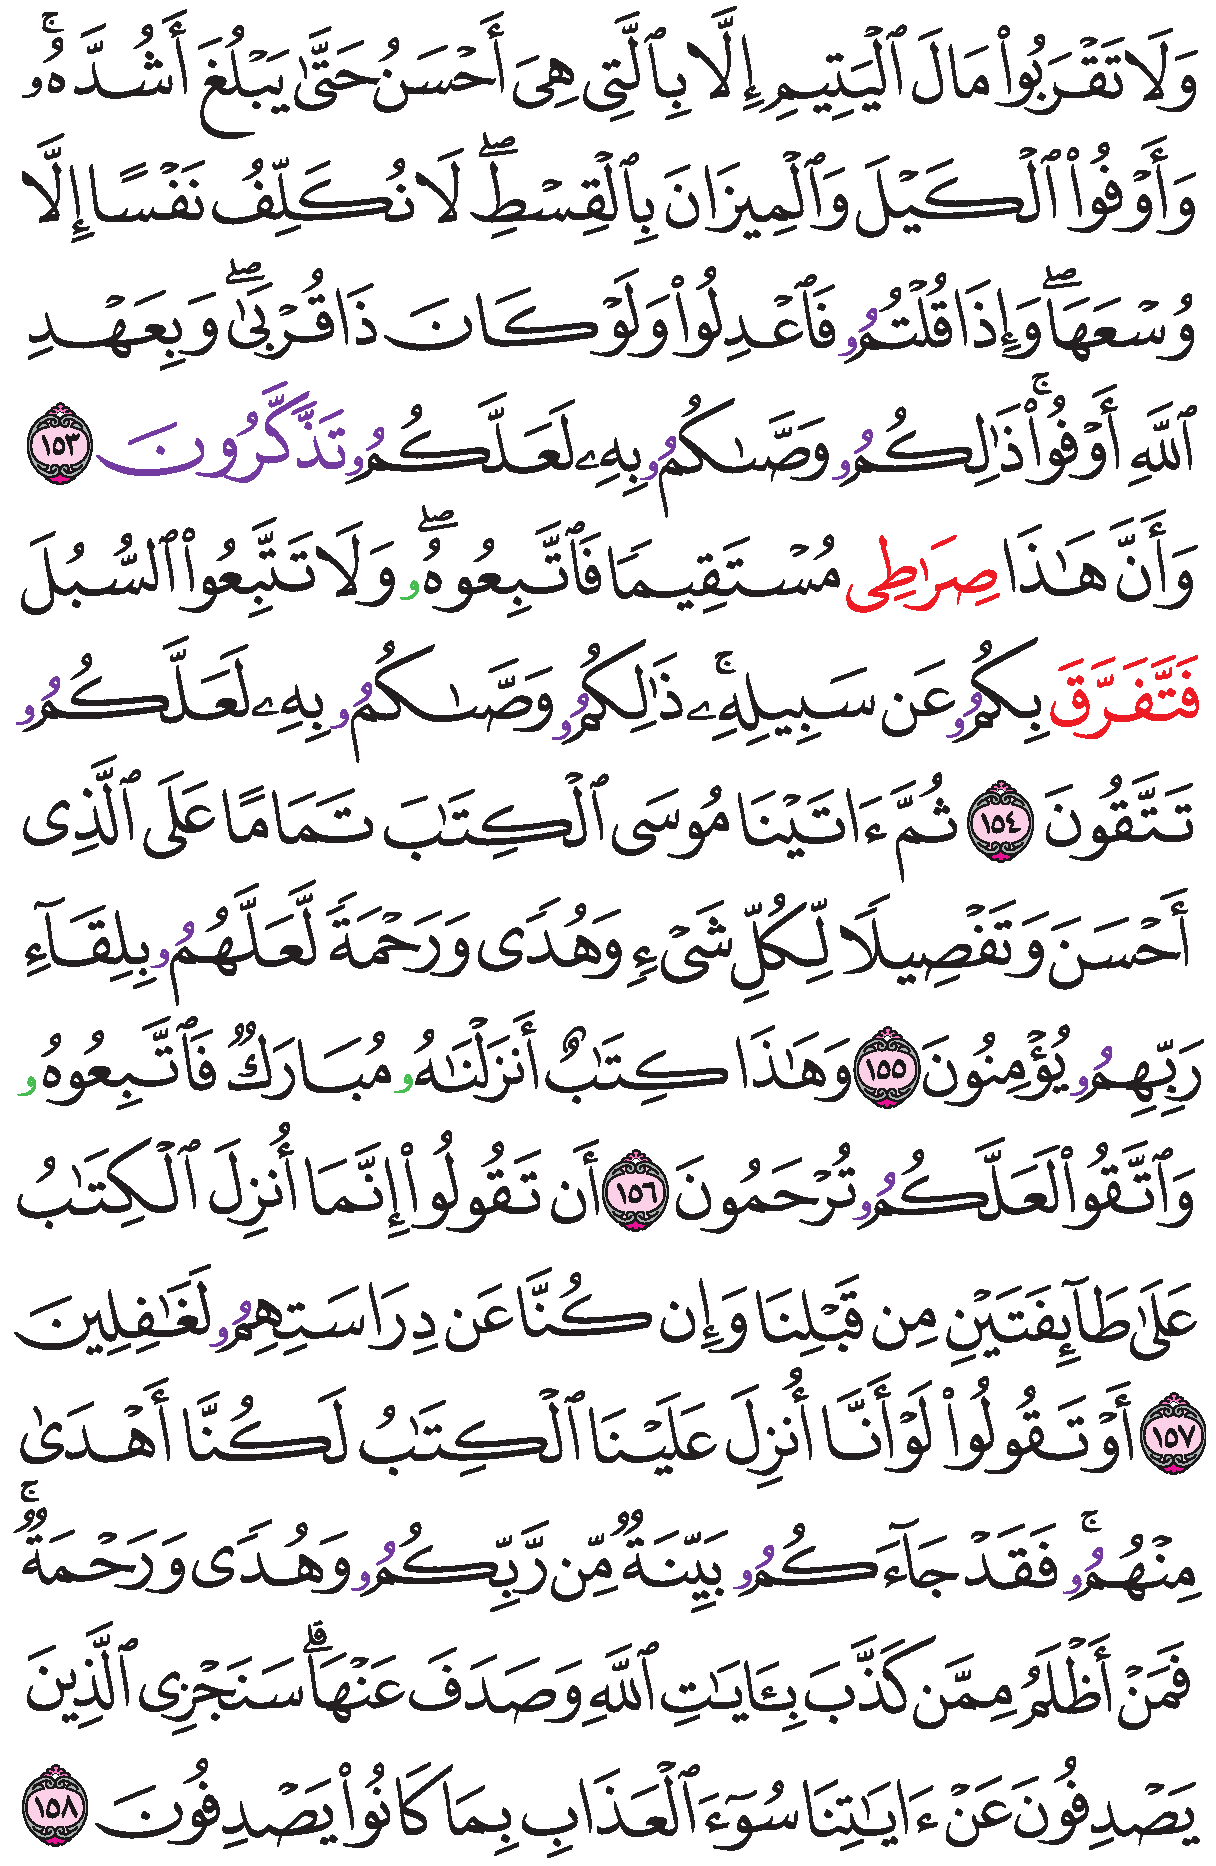 وَلَا تَقْرَبُوا۟ مَالَ ٱلْيَتِيمِ إِلَّا بِٱلَّتِى هِىَ أَحْسَنُ حَتَّىٰ يَبْلُغَ أَشُدَّهُۥ ۚ
وَأَوْفُوا۟ ٱلْكَيْلَ وَٱلْمِيزَانَ بِٱلْقِسْطِ ۖ لَا نُكَلِّفُ نَفْسًا إِلَّا
وُسْعَهَا ۖ وَإِذَا قُلْتُمُۥ فَٱعْدِلُوا۟ وَلَوْ كَانَ ذَا قُرْبَىٰ ۖ وَبِعَهْدِ
ٱللَّهِ أَوْفُوا۟ ۚ ذَٰلِكُمُۥ وَصَّىٰكُمُۥ بِهِۦ لَعَلَّكُمُۥ تَذَّكَّرُونَ ١٥٣
وَأَنَّ هَٰذَا صِرَٰطِى مُسْتَقِيمًا فَٱتَّبِعُوهُۥ ۖ وَلَا تَتَّبِعُوا۟ ٱلسُّبُلَ
فَتَّفَرَّقَ بِكُمُۥ عَن سَبِيلِهِۦ ۚ ذَٰلِكُمُۥ وَصَّىٰكُمُۥ بِهِۦ لَعَلَّكُمُۥ
تَتَّقُونَ ١٥٤ ثُمَّ ءَاتَيْنَا مُوسَى ٱلْكِتَٰبَ تَمَامًا عَلَى ٱلَّذِى
أَحْسَنَ وَتَفْصِيلًا لِّكُلِّ شَىْءٍ وَهُدًى وَرَحْمَةً لَّعَلَّهُمُۥ بِلِقَآءِ
رَبِّهِمُۥ يُؤْمِنُونَ ١٥٥ وَهَٰذَا كِتَٰبٌ أَنزَلْنَٰهُۥ مُبَارَكٌ فَٱتَّبِعُوهُۥ
وَٱتَّقُوا۟ لَعَلَّكُمُۥ تُرْحَمُونَ ١٥٦ أَن تَقُولُوٓا۟ إِنَّمَا أُنزِلَ ٱلْكِتَٰبُ
عَلَىٰ طَآئِفَتَيْنِ مِن قَبْلِنَا وَإِن كُنَّا عَن دِرَاسَتِهِمُۥ لَغَٰفِلِينَ
١٥٧ أَوْ تَقُولُوا۟ لَوْ أَنَّا أُنزِلَ عَلَيْنَا ٱلْكِتَٰبُ لَكُنَّا أَهْدَىٰ
مِنْهُمُۥ ۚ فَقَدْ جَآءَكُمُۥ بَيِّنَةٌ مِّن رَّبِّكُمُۥ وَهُدًى وَرَحْمَةٌ ۚ
فَمَنْ أَظْلَمُ مِمَّن كَذَّبَ بِـَٔايَٰتِ ٱللَّهِ وَصَدَفَ عَنْهَا ۗ سَنَجْزِى ٱلَّذِينَ
يَصْدِفُونَ عَنْ ءَايَٰتِنَا سُوٓءَ ٱلْعَذَابِ بِمَا كَانُوا۟ يَصْدِفُونَ ١٥٨